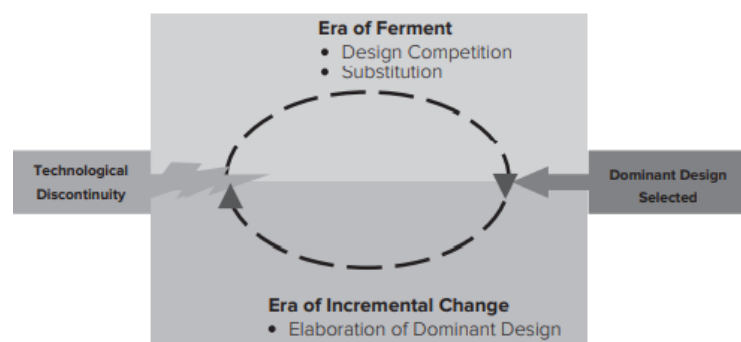 Era of Ferment
• Design Competition
• Substitution
Technological
Discontinuity
Dominant Design
Selected
Era of Incremental Change
• Elaboration of Dominant Design